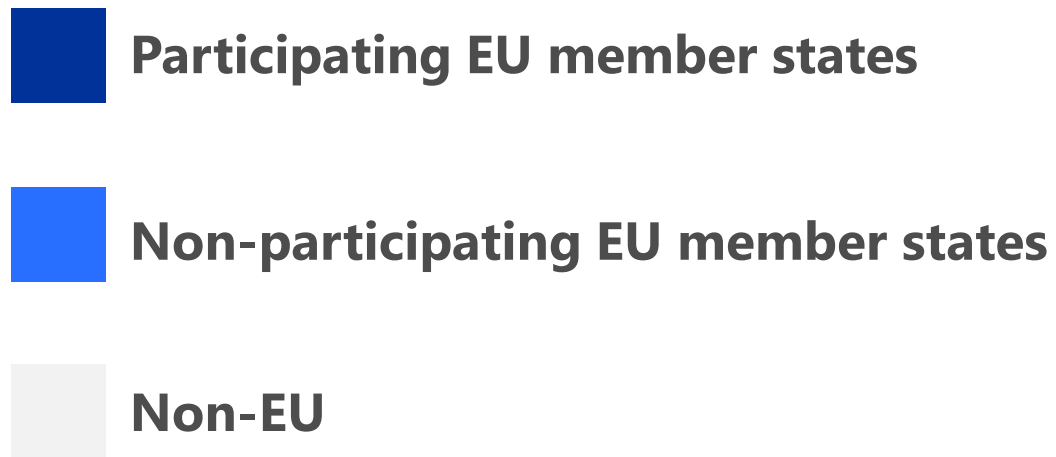 Participating EU member states
Non-participating EU member states
Non-EU